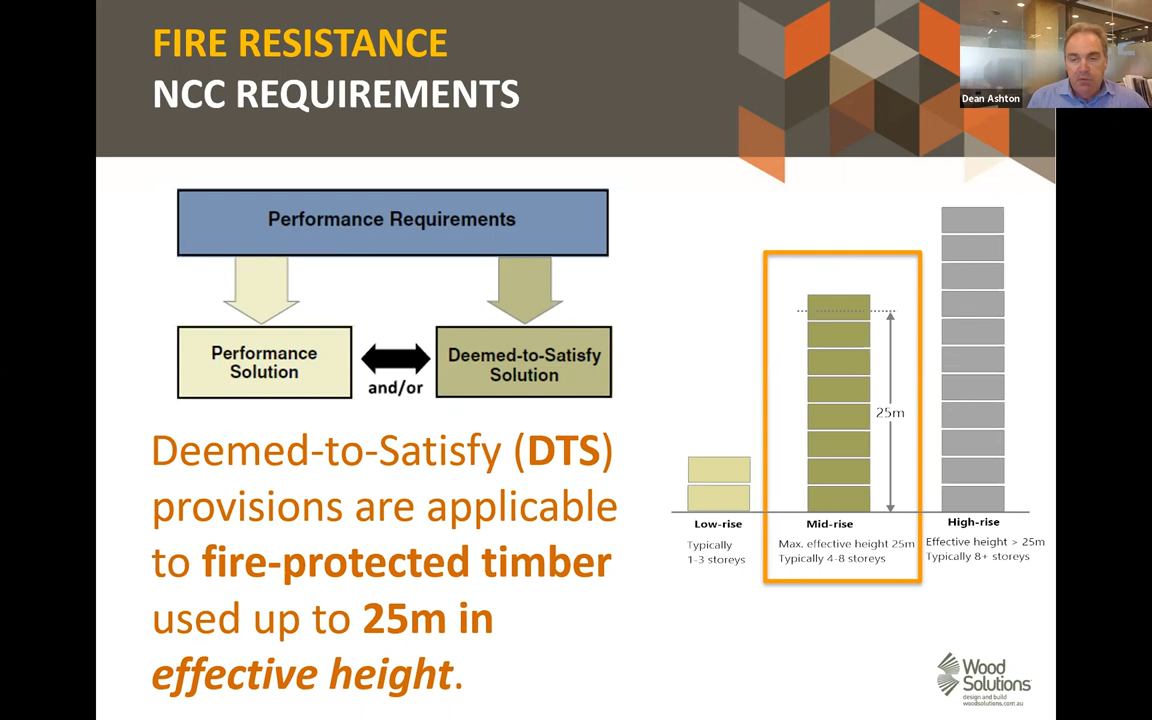 FIRE RESISTANCE
NCC REQUIREMENTS
Dean Ashton
Performance Requirements
Performance
Solution
and/or
Deemed-to-Satisfy
Solution
Deemed-to-Satisfy (DTS)
provisions are applicable
to fire-protected timber
used up to 25m in
effective height.
25m
Low-rise
Typically
1-3 storeys
Mid-rise
Max. effective height 25m
Typically 4-8 storeys
High-rise
Effective height > 25m
Typically 8+ storeys
Wood
Solutions
design and build
woodsolutions.com.au